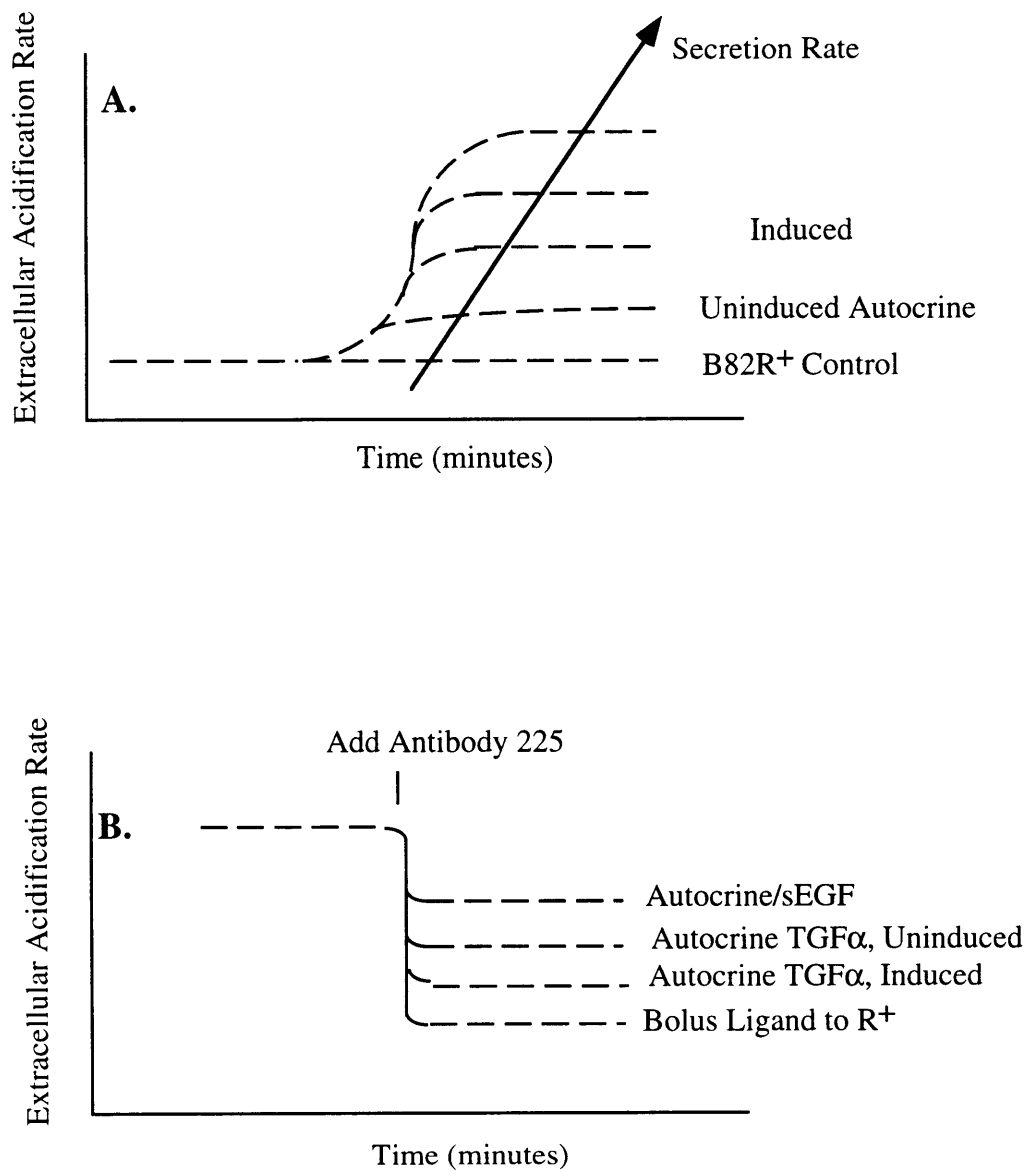 Extracellular Acidification Rate
A.
Secretion Rate
Induced
Uninduced Autocrine
B82R+ Control
Time (minutes)
Extracellular Acidification Rate
B.
Add Antibody 225
Autocrine/sEGF
Autocrine TGFα, Uninduced
Autocrine TGFα, Induced
Bolus Ligand to R+
Time (minutes)